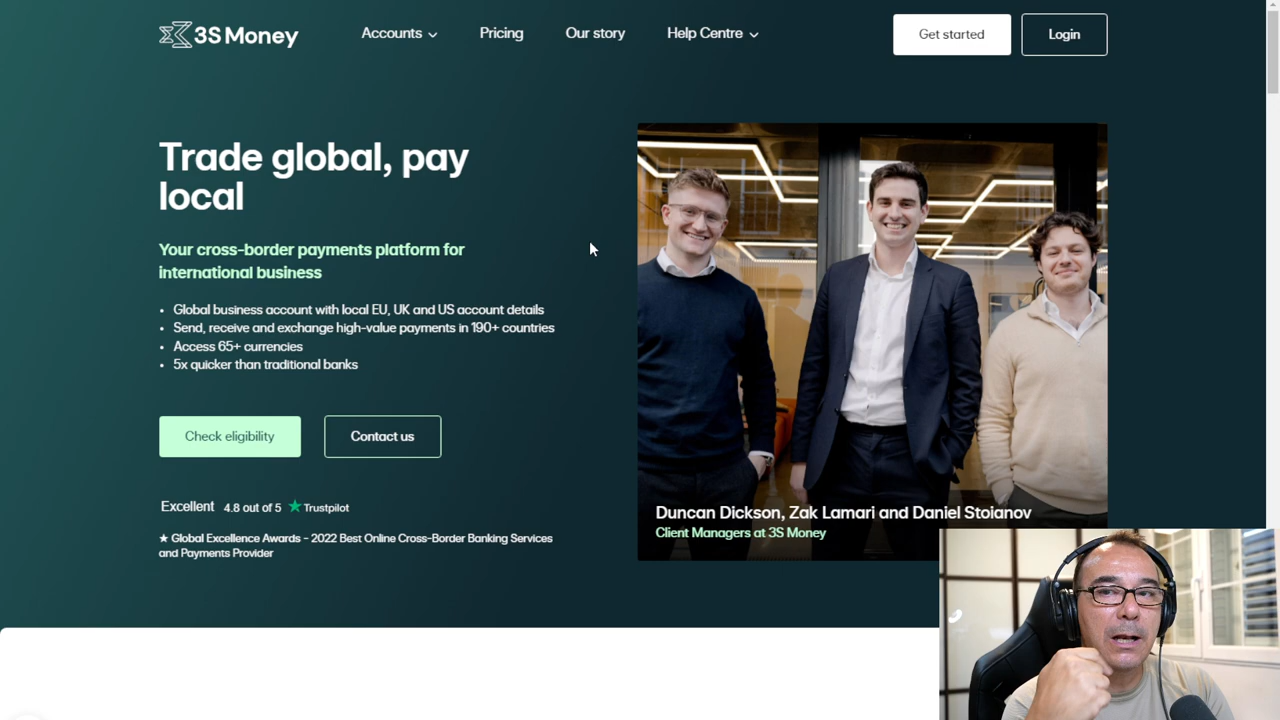 3S Money
Accounts
Pricing
Our story
Help Centre
Get started
Login
Trade global, pay
local
Your cross-border payments platform for
international business
• Global business account with local EU, UK and US account details
• Send, receive and exchange high-value payments in 190+ countries
• Access 65+ currencies
• 5x quicker than traditional banks
Check eligibility
Contact us
Excellent 4.8 out of 5 ★ Trustpilot
★ Global Excellence Awards - 2022 Best Online Cross-Border Banking Services
and Payments Provider
Duncan Dickson, Zak Lamari and Daniel Stoianov
Client Managers at 3S Money